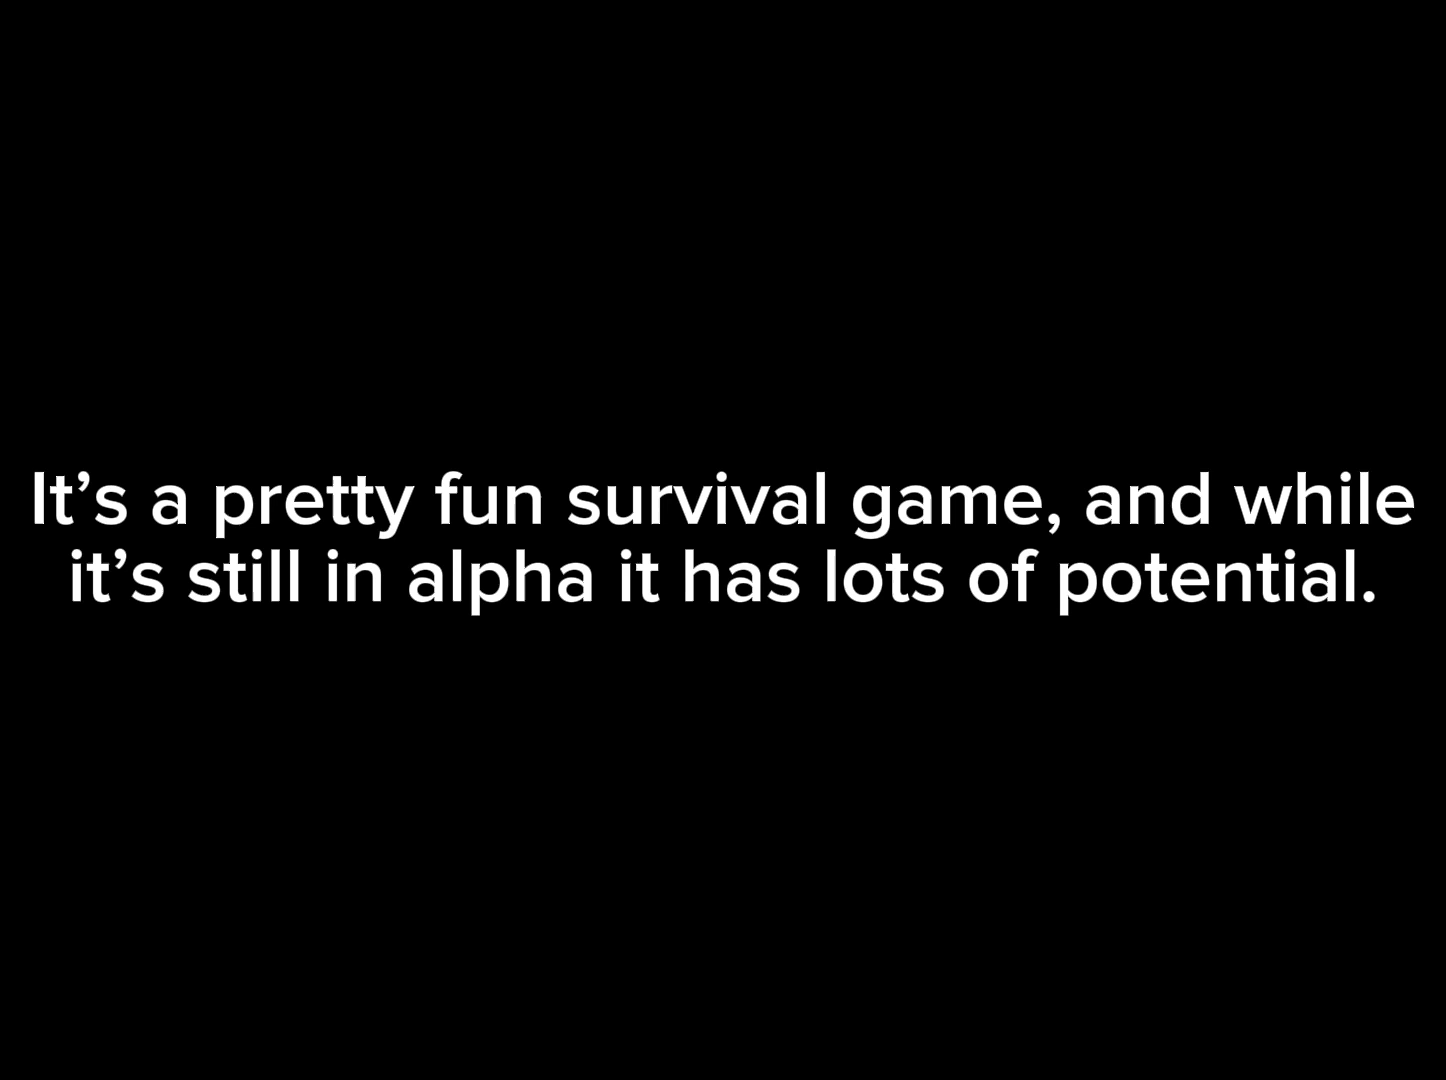 It’s a pretty fun survival game, and while
it’s still in alpha it has lots of potential.